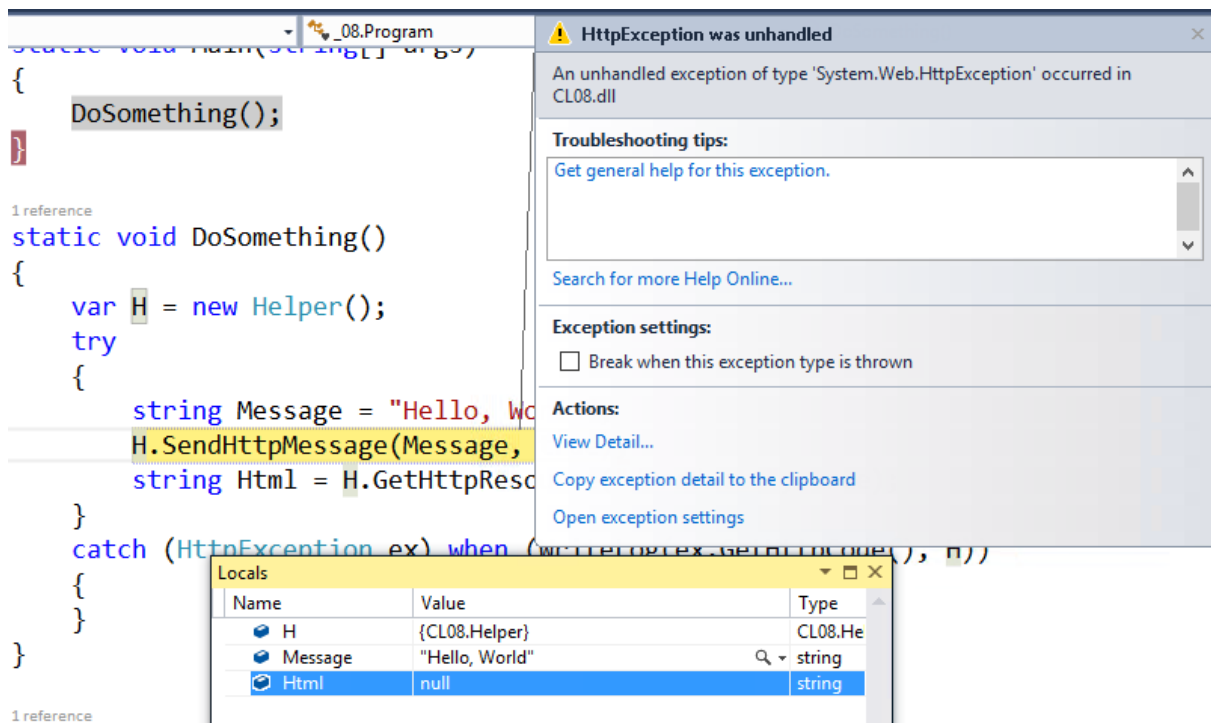 _08.Program
static void Main(string[] args)
{
DoSomething();
}
1 reference
static void DoSomething()
{
var H = new Helper();
try
{
string Message = "Hello, Wo
H.SendHttpMessage(Message,
string Html = H.GetHttpReso
}
catch (HttpException ex) when (WriteLog(ex.GetHttpCode(), H))
{
}
}
1 reference
HttpException was unhandled
An unhandled exception of type 'System.Web.HttpException' occurred in
CL08.dll
Troubleshooting tips:
Get general help for this exception.
Search for more Help Online...
Exception settings:
Break when this exception type is thrown
Actions:
View Detail...
Copy exception detail to the clipboard
Open exception settings
Locals
Name Value Type
H {CL08.Helper} CL08.He
Message "Hello, World" string
Html null string